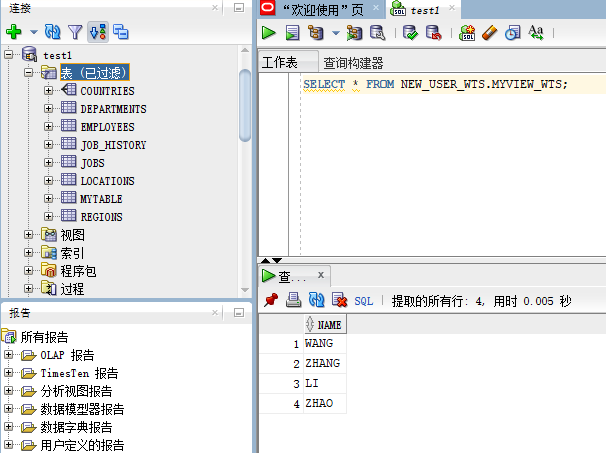 连接
test1
表 (已过滤)
COUNTRIES
DEPARTMENTS
EMPLOYEES
JOB_HISTORY
JOBS
LOCATIONS
MYTABLE
REGIONS
视图
索引
程序包
过程
报告
所有报告
OLAP 报告
TimesTen 报告
分析视图报告
数据模型器报告
数据字典报告
用户定义的报告
“欢迎使用”页
test1
工作表 查询构建器
SELECT * FROM NEW_USER_WTS.MYVIEW_WTS;
查...
SQL | 提取的所有行: 4, 用时 0.005 秒
NAME
1 WANG
2 ZHANG
3 LI
4 ZHAO